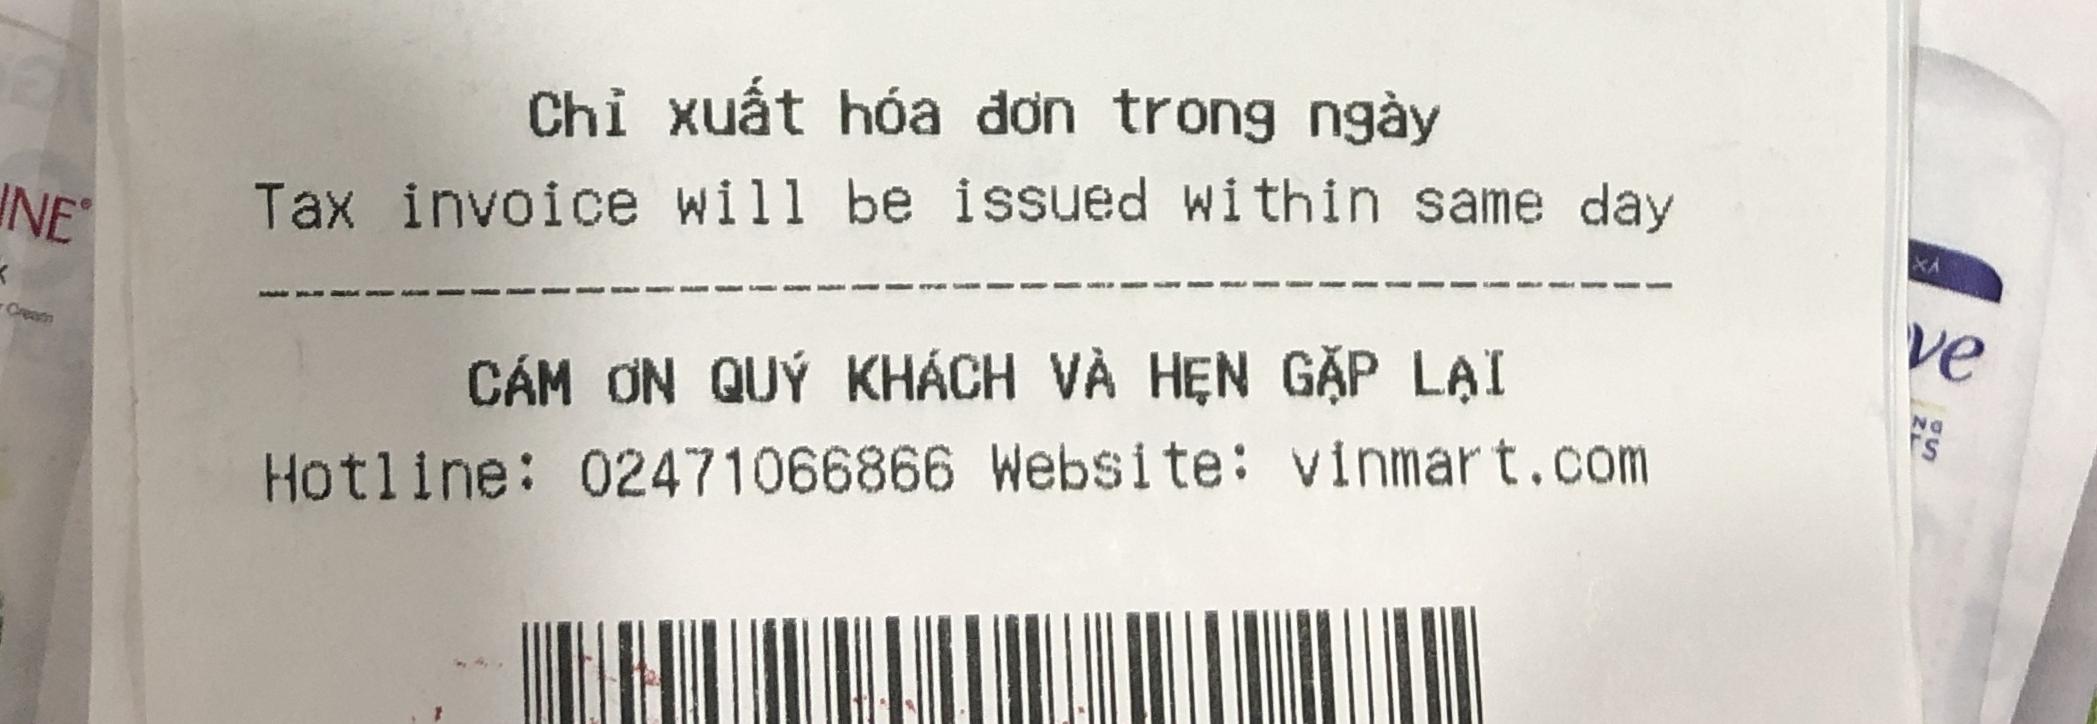 Chỉ xuất hóa đơn trong ngày
Tax invoice will be issued within same day
CÁM ƠN QUÝ KHÁCH VÀ HẸN GẶP LẠI
Hotline: 02471066866 Website: vinmart.com
INE®
Cream
ve